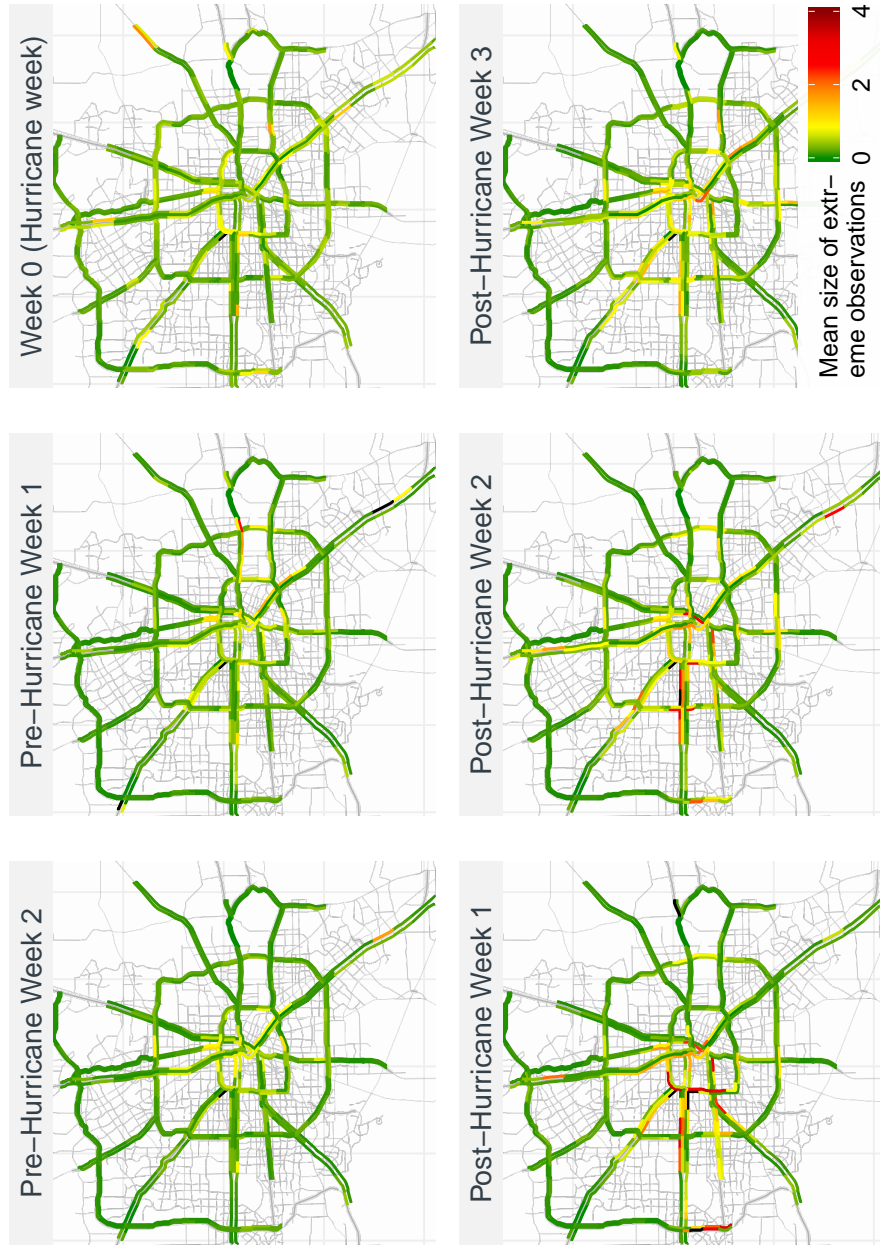 Pre−Hurricane Week 2
Pre−Hurricane Week 1
Week 0 (Hurricane week)
Post−Hurricane Week 1
Post−Hurricane Week 2
Post−Hurricane Week 3
Mean size of extr−
eme observations
0 2 4